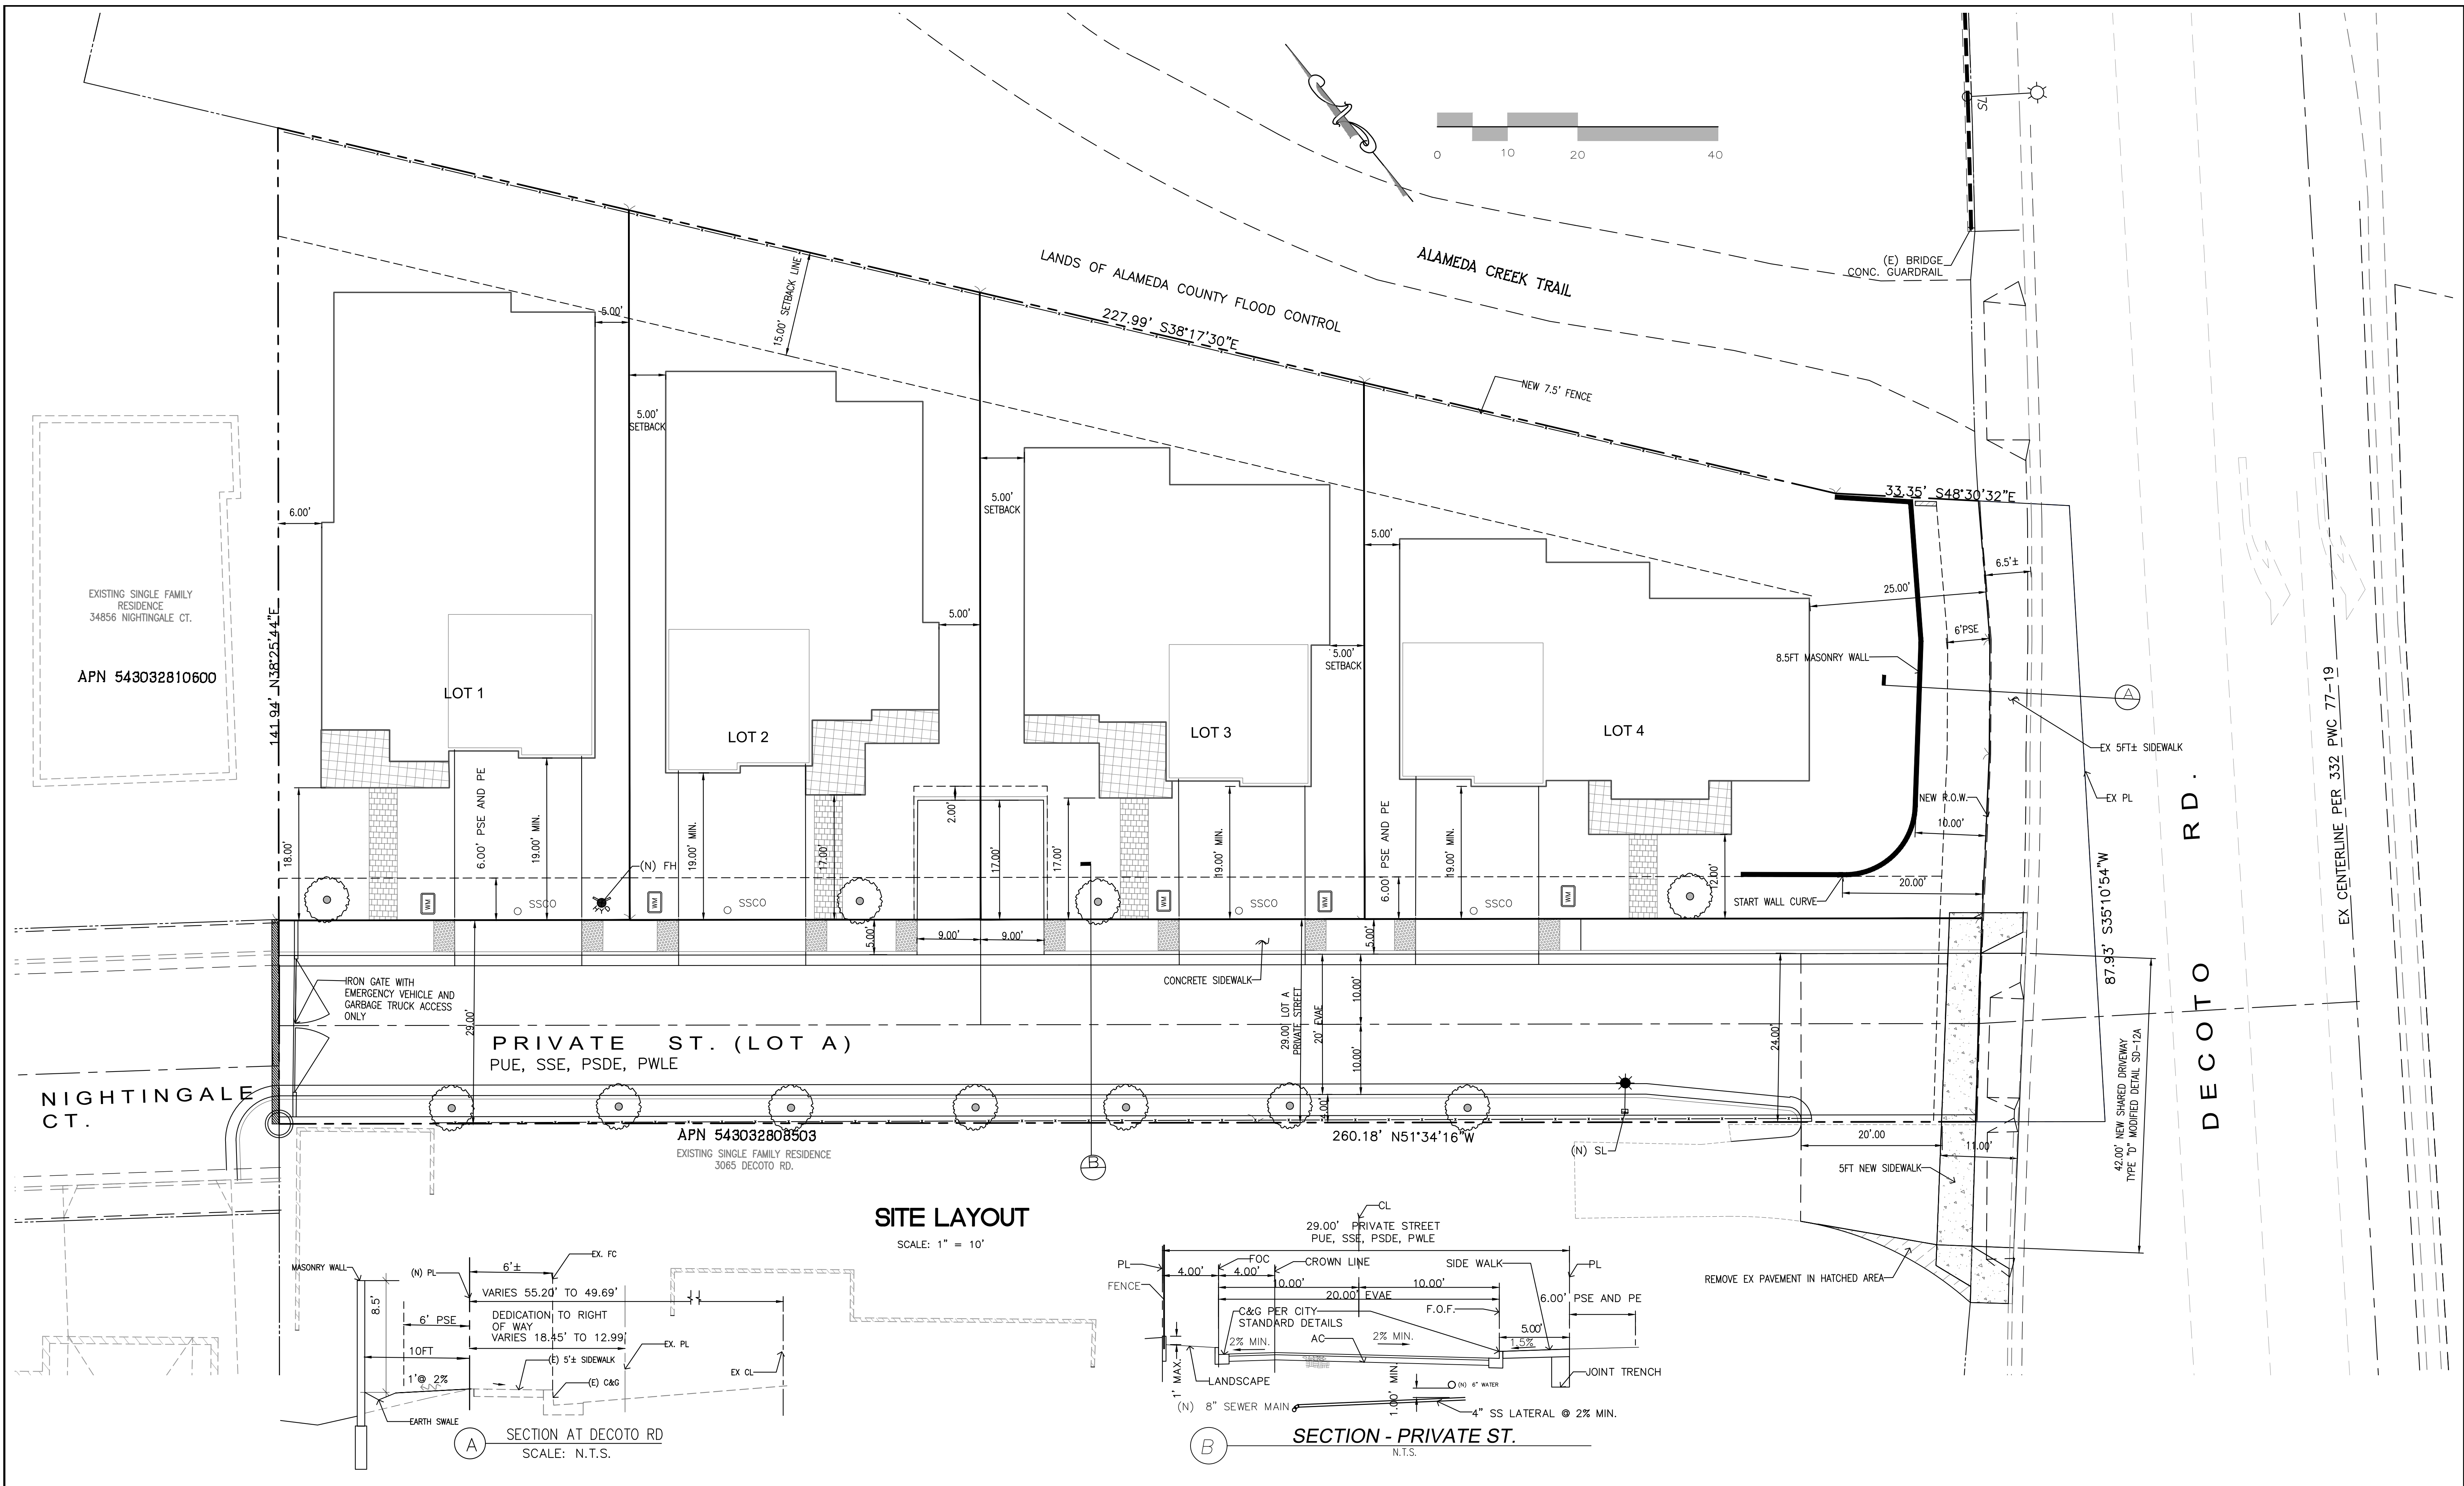 SL
0 10 20 40
(E) BRIDGE
CONC. GUARDRAIL
ALAMEDA CREEK TRAIL
LANDS OF ALAMEDA COUNTY FLOOD CONTROL
227.99' S38°17'30"E
15.00' SETBACK LINE
NEW 7.5' FENCE
5.00'
5.00'
SETBACK
5.00'
SETBACK
5.00'
33.35' S48°30'32"E
6.00'
6.5'±
25.00'
6'PSE
EXISTING SINGLE FAMILY
RESIDENCE
34856 NIGHTINGALE CT.
APN 543032810600
141.94' N38°25'44"E
5.00'
5.00'
SETBACK
8.5FT MASONRY WALL
A
LOT 1
LOT 2
LOT 3
LOT 4
EX 5FT± SIDEWALK
EX PL
NEW R.O.W.
10.00'
20.00'
START WALL CURVE
EX CENTERLINE PER 332 PWC 77-19
DECOTO RD.
87.93' S35°10'54"W
18.00'
6.00' PSE AND PE
19.00' MIN.
(N) FH
19.00' MIN.
17.00'
2.00'
17.00'
17.00'
19.00' MIN.
6.00' PSE AND PE
19.00' MIN.
12.00'
WM
SSCO
WM
SSCO
WM
SSCO
WM
SSCO
WM
5.00'
9.00'
9.00'
5.00'
CONCRETE SIDEWALK
IRON GATE WITH
EMERGENCY VEHICLE AND
GARBAGE TRUCK ACCESS
ONLY
29.00'
PRIVATE ST. (LOT A)
PUE, SSE, PSDE, PWLE
29.00' LOT A
PRIVATE STREET
20' EVAE
10.00'
10.00'
24.00'
4.00'
NIGHTINGALE
CT.
APN 543032808503
EXISTING SINGLE FAMILY RESIDENCE
3065 DECOTO RD.
260.18' N51°34'16"W
B
(N) SL
20'.00
11.00'
5FT NEW SIDEWALK
42.00' NEW SHARED DRIVEWAY
TYPE "D" MODIFIED DETAIL SD-12A
REMOVE EX PAVEMENT IN HATCHED AREA
SITE LAYOUT
SCALE: 1" = 10'
MASONRY WALL
(N) PL
6'±
EX. FC
VARIES 55.20' TO 49.69'
8.5'
6' PSE
DEDICATION TO RIGHT
OF WAY
VARIES 18.45' TO 12.99'
10FT
EX. PL
(E) 5'± SIDEWALK
EX CL
1'@ 2%
(E) C&G
EARTH SWALE
A
SECTION AT DECOTO RD
SCALE: N.T.S.
CL
29.00' PRIVATE STREET
PUE, SSE, PSDE, PWLE
PL
FOC
CROWN LINE
SIDE WALK
PL
4.00'
4.00'
FENCE
10.00'
10.00'
20.00' EVAE
6.00' PSE AND PE
C&G PER CITY
STANDARD DETAILS
F.O.F.
5.00'
2% MIN.
AC
2% MIN.
1.5%
1' MAX.
LANDSCAPE
1.00' MIN.
JOINT TRENCH
(N) 6" WATER
(N) 8" SEWER MAIN
4" SS LATERAL @ 2% MIN.
B
SECTION - PRIVATE ST.
N.T.S.